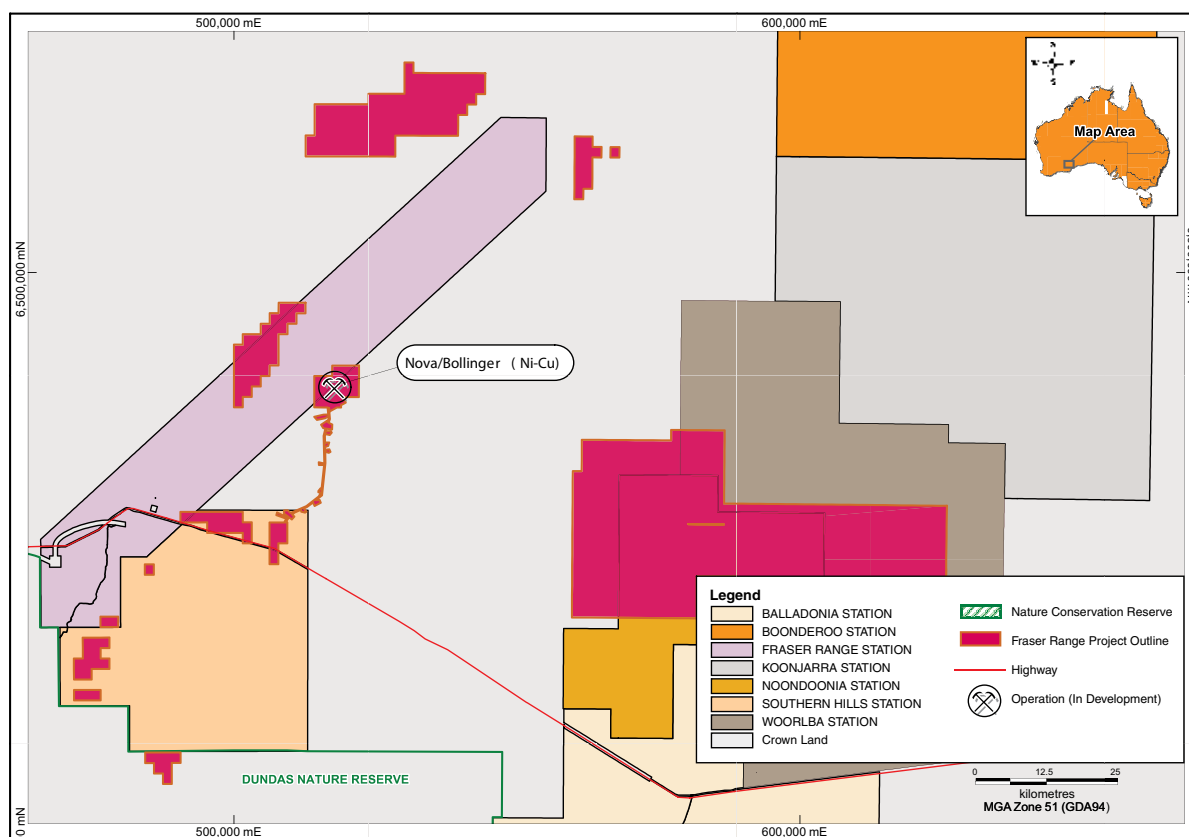 500,000 mE
600,000 mE
Map Area
6,500,000 mN
Nova/Bollinger ( Ni-Cu)
Legend
BALLADONIA STATION
BOONDEROO STATION
FRASER RANGE STATION
KOONJARRA STATION
NOONDOONIA STATION
SOUTHERN HILLS STATION
WOORLBA STATION
Crown Land
Nature Conservation Reserve
Fraser Range Project Outline
Highway
Operation (In Development)
DUNDAS NATURE RESERVE
0 12.5 25
kilometres
MGA Zone 51 (GDA94)
0 mN
500,000 mE
600,000 mE